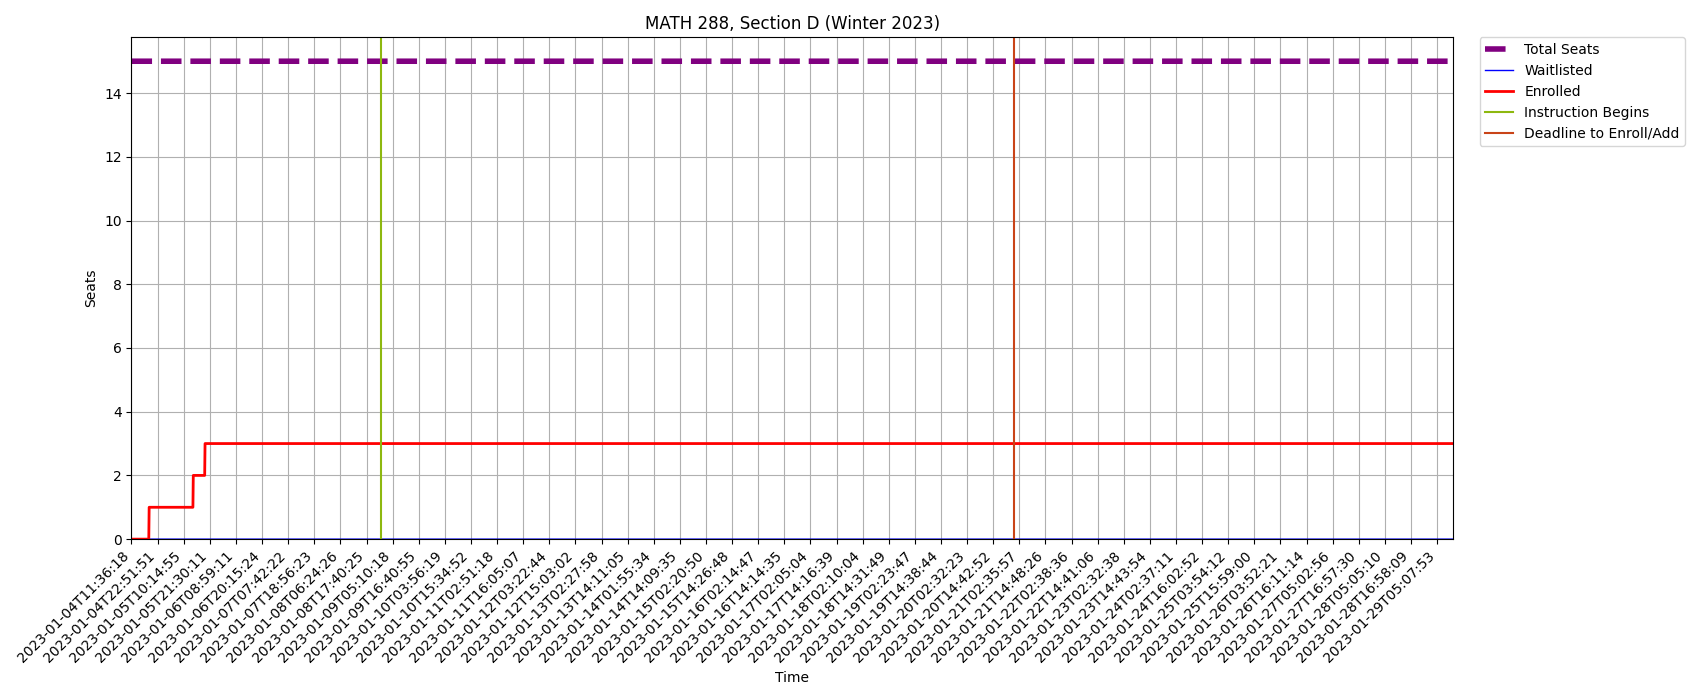 MATH 288, Section D (Winter 2023)
Total Seats
Waitlisted
Enrolled
Instruction Begins
Deadline to Enroll/Add
Seats
14
12
10
8
6
4
2
0
2023-01-04T11:36:18
2023-01-04T22:51:51
2023-01-05T10:14:55
2023-01-05T21:30:11
2023-01-06T08:59:11
2023-01-06T20:15:24
2023-01-07T07:42:22
2023-01-07T18:56:23
2023-01-08T06:24:26
2023-01-08T17:40:25
2023-01-09T05:10:18
2023-01-09T16:40:55
2023-01-10T03:56:19
2023-01-10T15:34:52
2023-01-11T02:51:18
2023-01-11T16:05:07
2023-01-12T03:22:44
2023-01-12T15:03:02
2023-01-13T02:27:58
2023-01-13T14:11:05
2023-01-14T01:55:34
2023-01-14T14:09:35
2023-01-15T02:20:50
2023-01-15T14:26:48
2023-01-16T02:14:47
2023-01-16T14:14:35
2023-01-17T02:05:04
2023-01-17T14:16:39
2023-01-18T02:10:04
2023-01-18T14:31:49
2023-01-19T02:23:47
2023-01-19T14:38:44
2023-01-20T02:32:23
2023-01-20T14:42:52
2023-01-21T02:35:57
2023-01-21T14:48:26
2023-01-22T02:38:36
2023-01-22T14:41:06
2023-01-23T02:32:38
2023-01-23T14:43:54
2023-01-24T02:37:11
2023-01-24T16:02:52
2023-01-25T03:54:12
2023-01-25T15:59:00
2023-01-26T03:52:21
2023-01-26T16:11:14
2023-01-27T05:02:56
2023-01-27T16:57:30
2023-01-28T05:05:10
2023-01-28T16:58:09
2023-01-29T05:07:53
Time